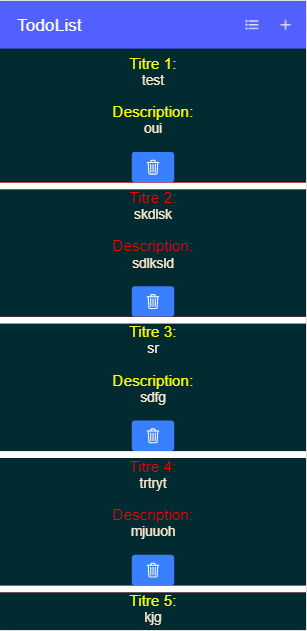 TodoList
Titre 1:
test
Description:
oui
Titre 2:
skdlsk
Description:
sdlksld
Titre 3:
sr
Description:
sdfg
Titre 4:
trtryt
Description:
mjuuoh
Titre 5:
kjg